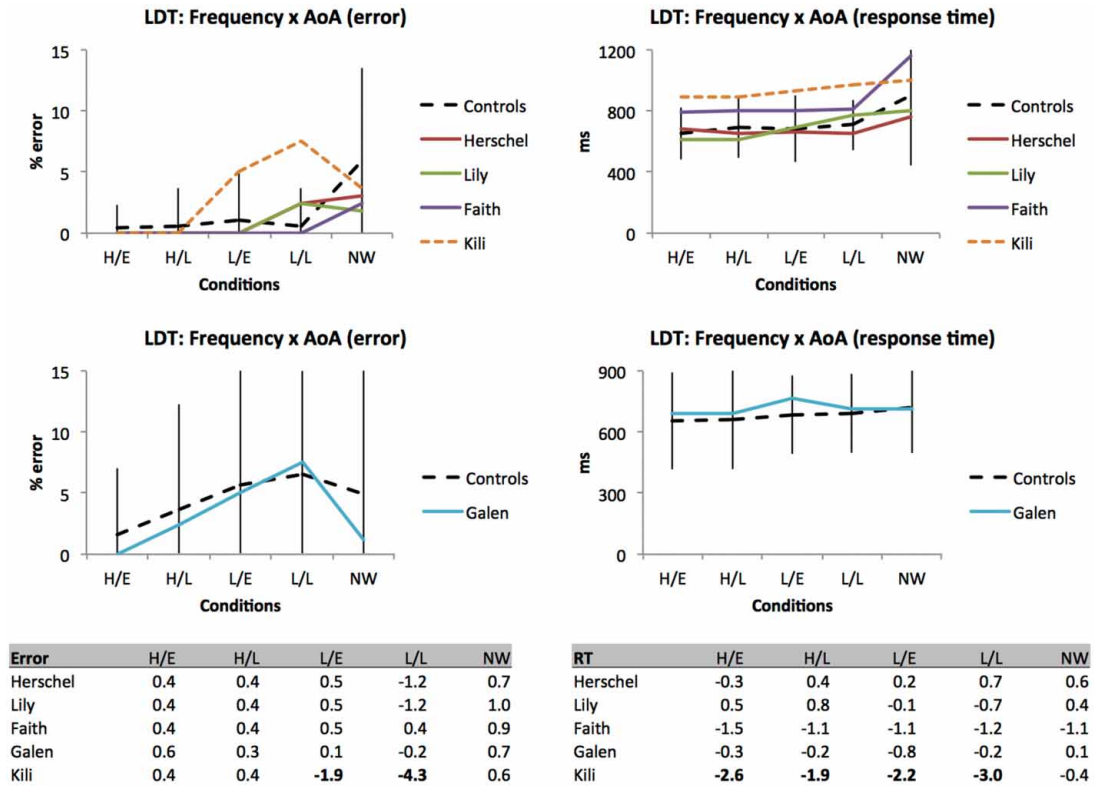 LDT: Frequency x AoA (error)
15
10
5
0
% error
H/E H/L L/E L/L NW
Conditions
Controls
Herschel
Lily
Faith
Kili
LDT: Frequency x AoA (response time)
1200
800
400
0
ms
H/E H/L L/E L/L NW
Conditions
Controls
Herschel
Lily
Faith
Kili
LDT: Frequency x AoA (error)
15
10
5
0
% error
H/E H/L L/E L/L NW
Conditions
Controls
Galen
LDT: Frequency x AoA (response time)
900
600
300
0
ms
H/E H/L L/E L/L NW
Conditions
Controls
Galen
Error H/E H/L L/E L/L NW
Herschel 0.4 0.4 0.5 -1.2 0.7
Lily 0.4 0.4 0.5 -1.2 1.0
Faith 0.4 0.4 0.5 0.4 0.9
Galen 0.6 0.3 0.1 -0.2 0.7
Kili 0.4 0.4 -1.9 -4.3 0.6
RT H/E H/L L/E L/L NW
Herschel -0.3 0.4 0.2 0.7 0.6
Lily 0.5 0.8 -0.1 -0.7 0.4
Faith -1.5 -1.1 -1.1 -1.2 -1.1
Galen -0.3 -0.2 -0.8 -0.2 0.1
Kili -2.6 -1.9 -2.2 -3.0 -0.4